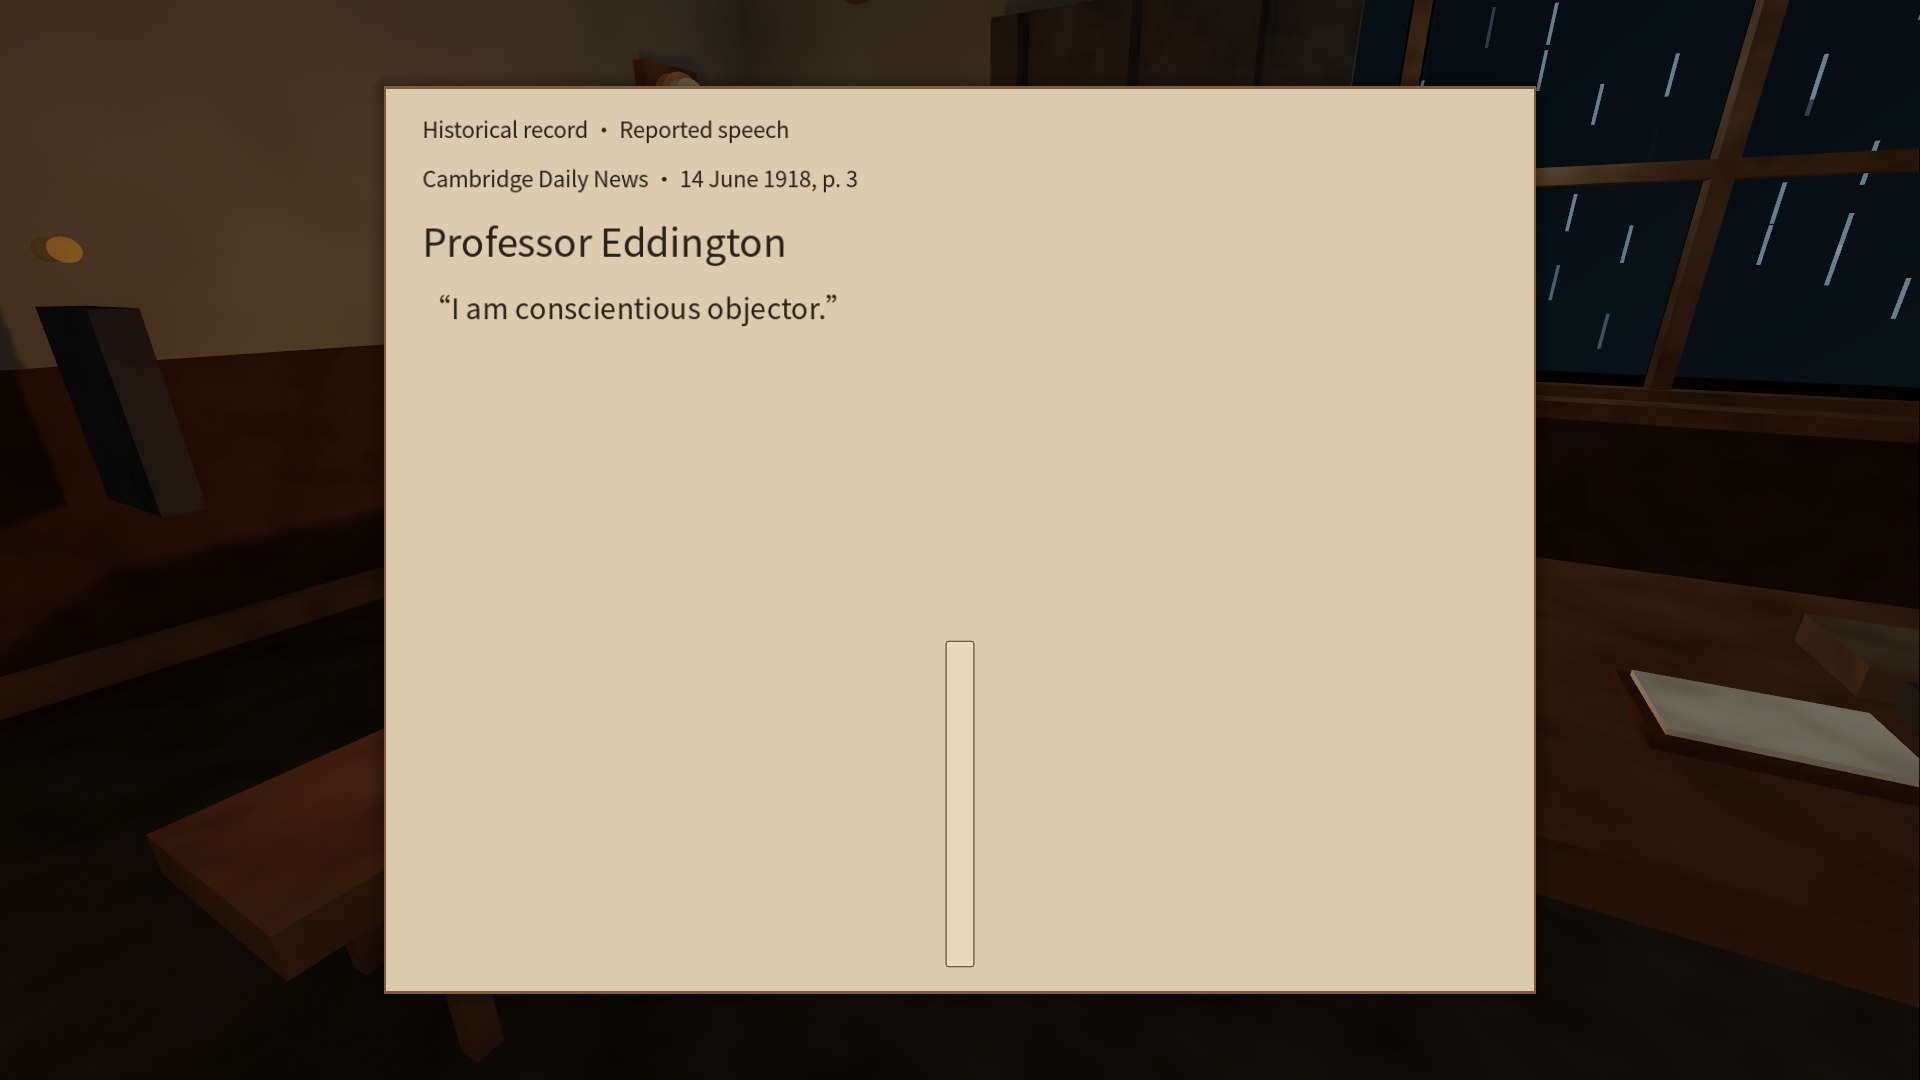 Historical record • Reported speech
Cambridge Daily News • 14 June 1918, p. 3
Professor Eddington
“I am conscientious objector.”